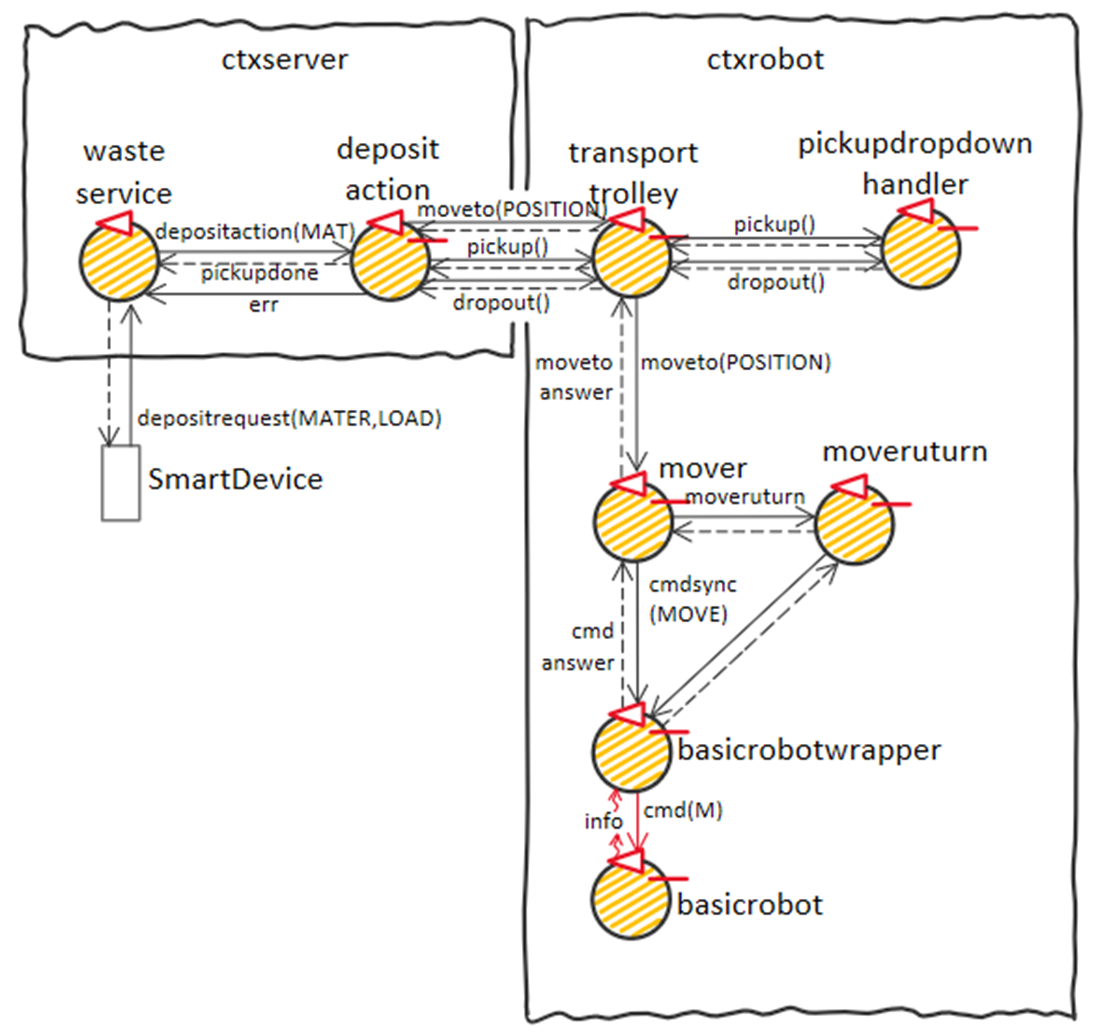 ctxserver
ctxrobot
waste
service
deposit
action
transport
trolley
pickupdropdown
handler
depositaction(MAT)
pickupdone
err
moveto(POSITION)
pickup()
dropout()
pickup()
dropout()
moveto
answer
moveto(POSITION)
depositrequest(MATER,LOAD)
SmartDevice
mover
moveruturn
moveruturn
cmdsync
(MOVE)
cmd
answer
basicrobotwrapper
info
cmd(M)
basicrobot